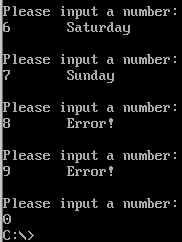 Please input a number:
6 Saturday
Please input a number:
7 Sunday
Please input a number:
8 Error!
Please input a number:
9 Error!
Please input a number:
0
C:\>